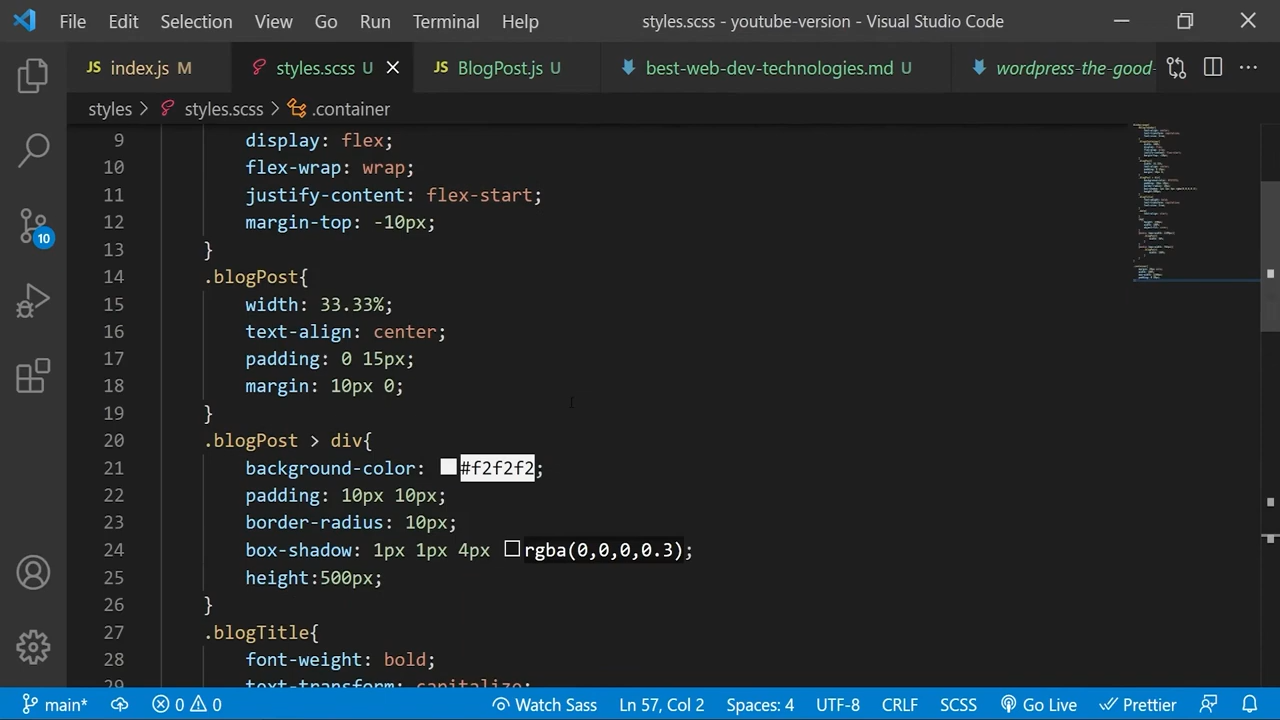 File Edit Selection View Go Run Terminal Help styles.scss - youtube-version - Visual Studio Code
JS index.js M styles.scss U JS BlogPost.js U best-web-dev-technologies.md U wordpress-the-good-
styles > styles.scss > .container
9 display: flex;
10 flex-wrap: wrap;
11 justify-content: flex-start;
12 margin-top: -10px;
13 }
14 .blogPost{
15 width: 33.33%;
16 text-align: center;
17 padding: 0 15px;
18 margin: 10px 0;
19 }
20 .blogPost > div{
21 background-color: #f2f2f2;
22 padding: 10px 10px;
23 border-radius: 10px;
24 box-shadow: 1px 1px 4px rgba(0,0,0,0.3);
25 height:500px;
26 }
27 .blogTitle{
28 font-weight: bold;
29 text-transform: capitalize;
10
main* 0 0 Watch Sass Ln 57, Col 2 Spaces: 4 UTF-8 CRLF SCSS Go Live Prettier